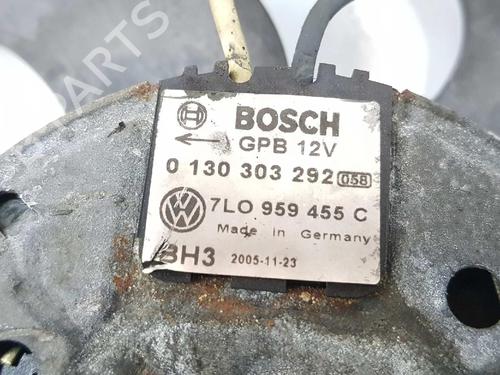 BOSCH
GPB 12V
0 130 303 292 058
7L0 959 455 C
Made in Germany
BH3 2005-11-23
PARTS